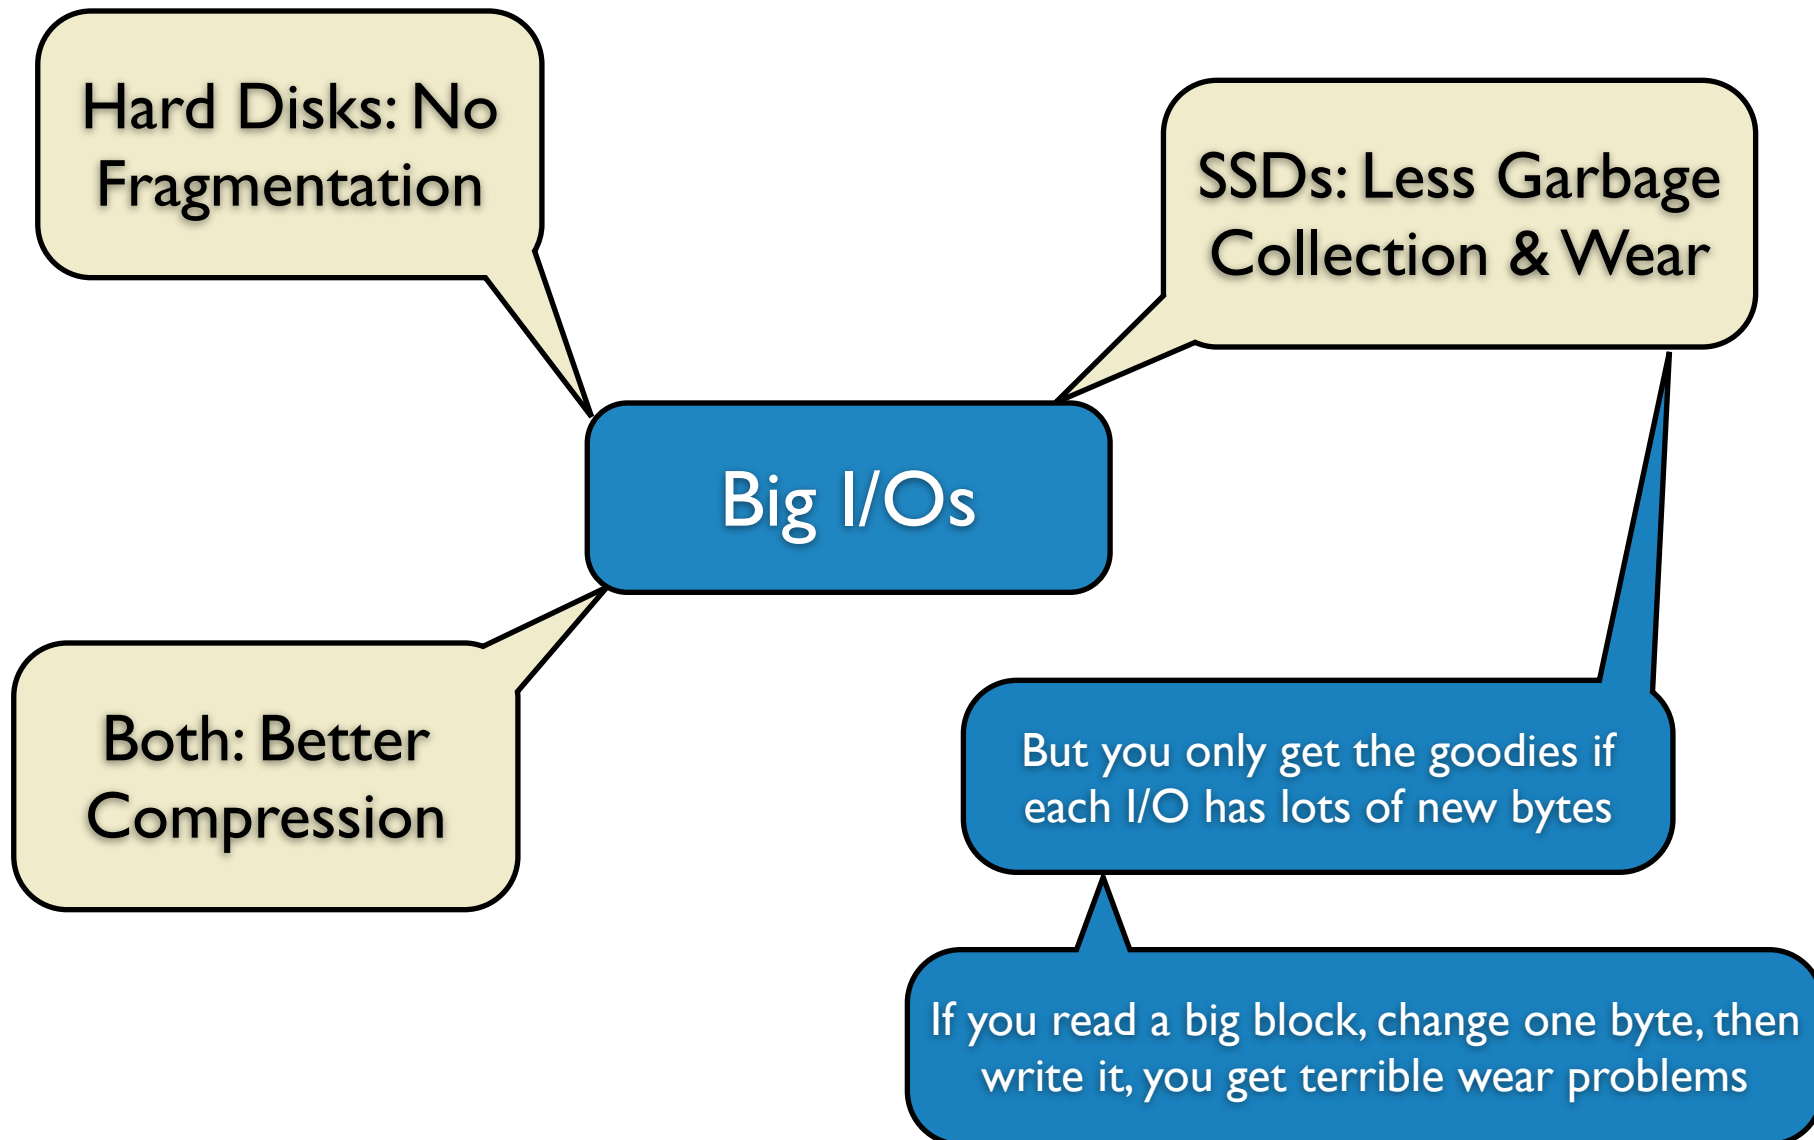 Hard Disks: No
Fragmentation
SSDs: Less Garbage
Collection & Wear
Big I/Os
Both: Better
Compression
But you only get the goodies if
each I/O has lots of new bytes
If you read a big block, change one byte, then
write it, you get terrible wear problems